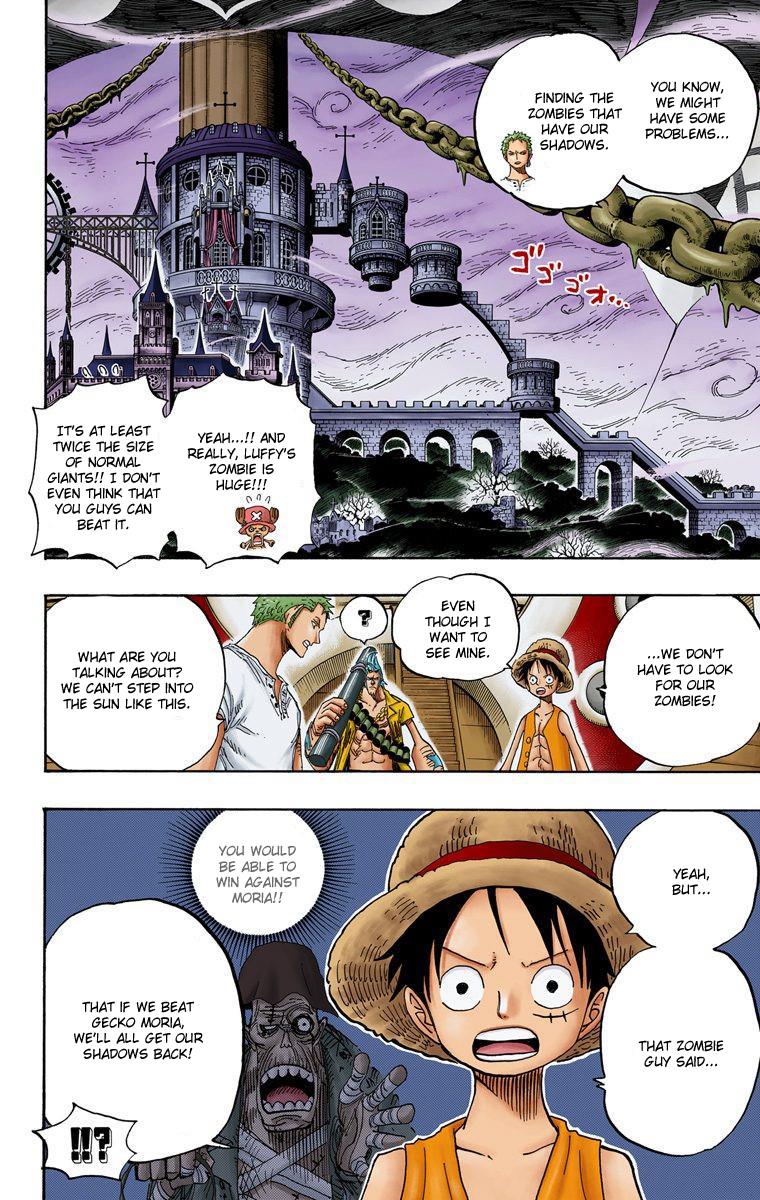 YOU KNOW,
WE MIGHT
HAVE SOME
PROBLEMS...
FINDING THE
ZOMBIES THAT
HAVE OUR
SHADOWS.
ゴゴゴゴォ...
YEAH...!! AND
REALLY, LUFFY'S
ZOMBIE IS
HUGE!!!
IT'S AT LEAST
TWICE THE SIZE
OF NORMAL
GIANTS!! I DON'T
EVEN THINK THAT
YOU GUYS CAN
BEAT IT.
...WE DON'T
HAVE TO LOOK
FOR OUR
ZOMBIES!
EVEN
THOUGH I
WANT TO
SEE MINE.
?
WHAT ARE YOU
TALKING ABOUT?
WE CAN'T STEP INTO
THE SUN LIKE THIS.
YEAH,
BUT...
THAT ZOMBIE
GUY SAID...
YOU WOULD
BE ABLE TO
WIN AGAINST
MORIA!!
THAT IF WE BEAT
GECKO MORIA,
WE'LL ALL GET OUR
SHADOWS BACK!
!!?